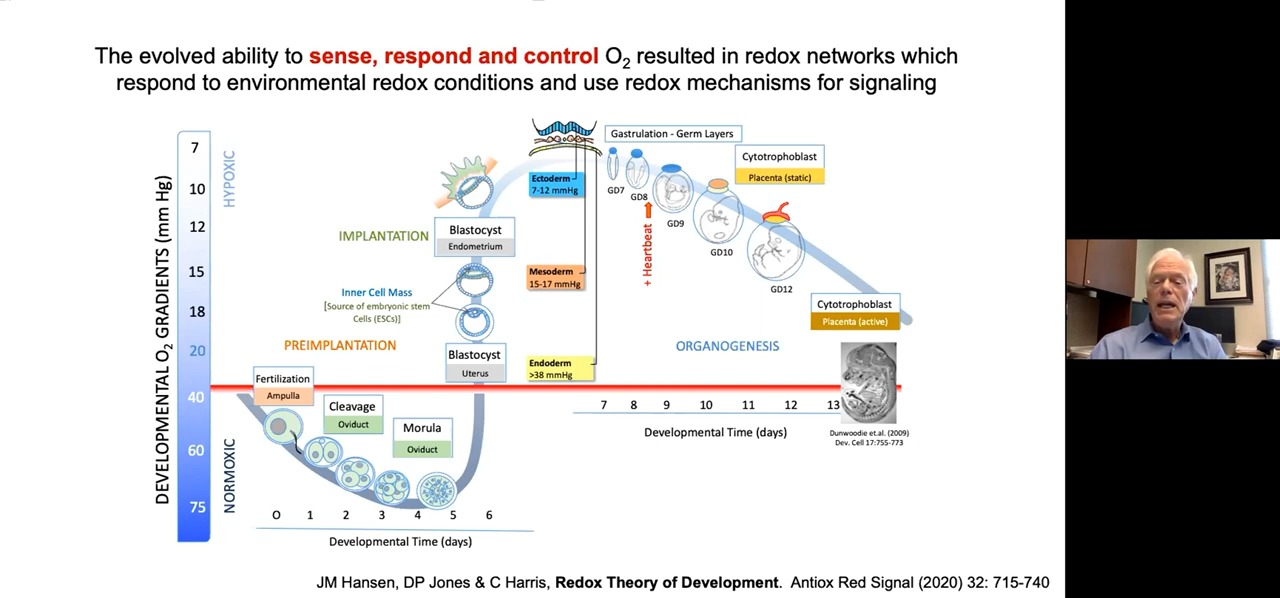 The evolved ability to sense, respond and control O₂ resulted in redox networks which
respond to environmental redox conditions and use redox mechanisms for signaling
DEVELOPMENTAL O₂ GRADIENTS (mm Hg)
7
10
12
15
18
20
40
60
75
HYPOXIC
NORMOXIC
Fertilization
Ampulla
Cleavage
Oviduct
Morula
Oviduct
PREIMPLANTATION
Blastocyst
Uterus
Inner Cell Mass
[Source of embryonic stem
Cells (ESCs)]
IMPLANTATION
Blastocyst
Endometrium
0 1 2 3 4 5 6
Developmental Time (days)
Ectoderm
7-12 mmHg
Mesoderm
15-17 mmHg
Endoderm
>38 mmHg
Gastrulation - Germ Layers
GD7
GD8
GD9
GD10
GD12
+ Heartbeat
Cytotrophoblast
Placenta (static)
Cytotrophoblast
Placenta (active)
ORGANOGENESIS
7 8 9 10 11 12 13
Developmental Time (days)
Dunwoodie et.al. (2009)
Dev. Cell 17:755-773
JM Hansen, DP Jones & C Harris, Redox Theory of Development. Antiox Red Signal (2020) 32: 715-740